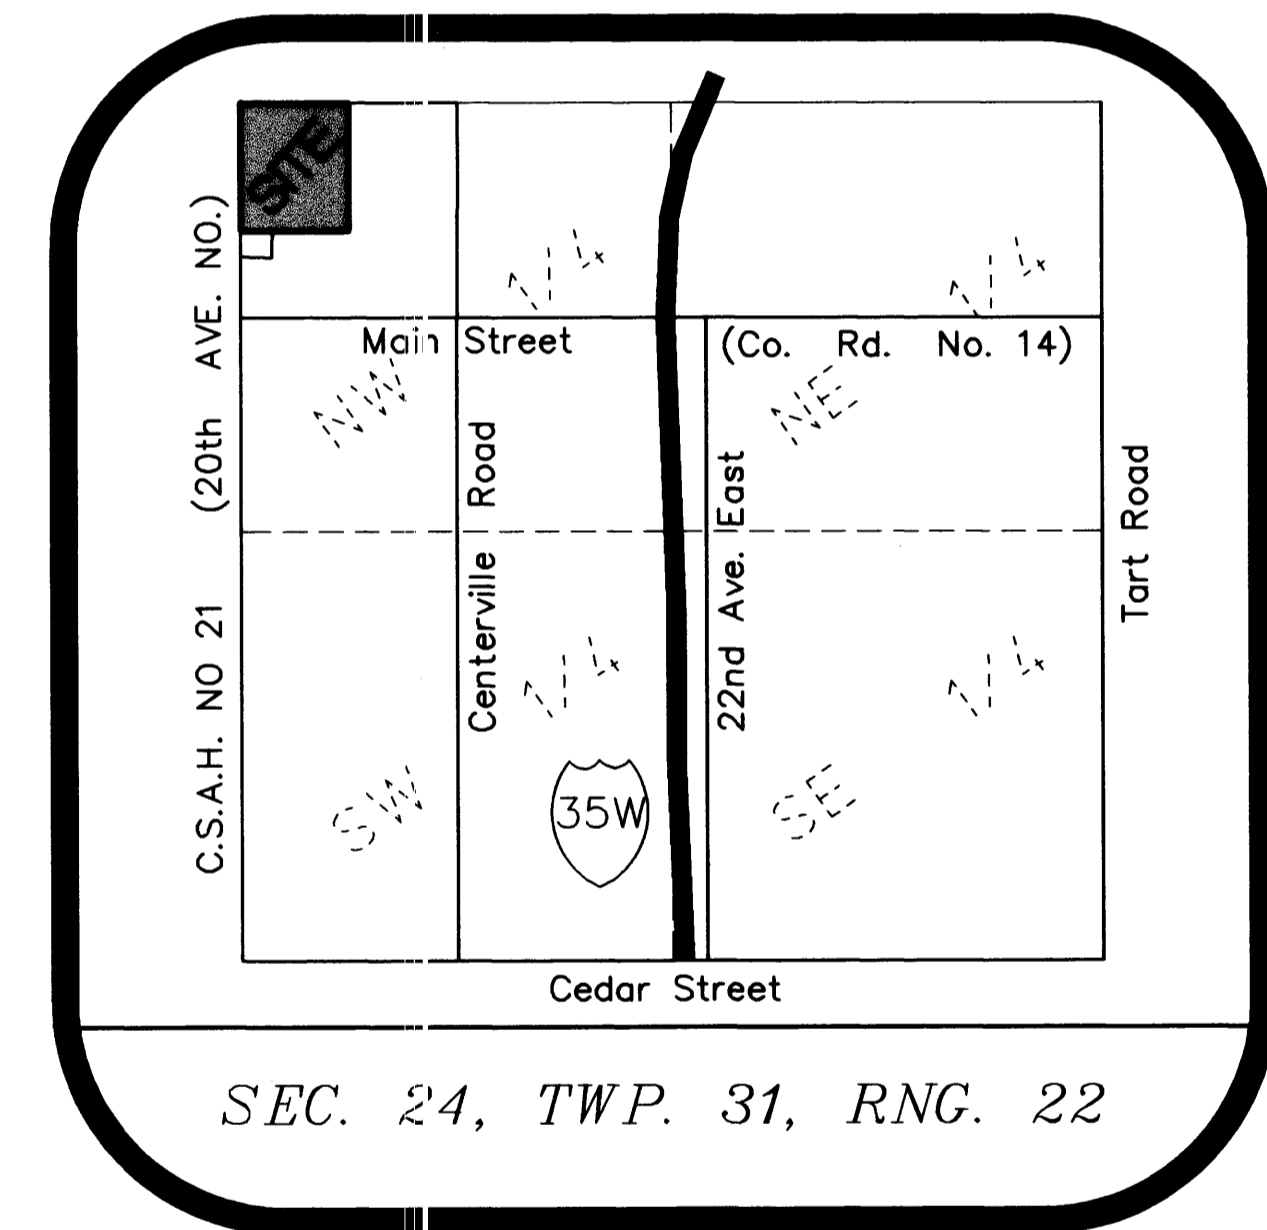 SITE
1/4
1/4
Main Street (Co. Rd. No. 14)
NW
NE
C.S.A.H. NO 21 (20th AVE. NO.)
Centerville Road
22nd Ave. East
Tart Road
1/4
1/4
SW
35W
SE
Cedar Street
SEC. 24, TWP. 31, RNG. 22